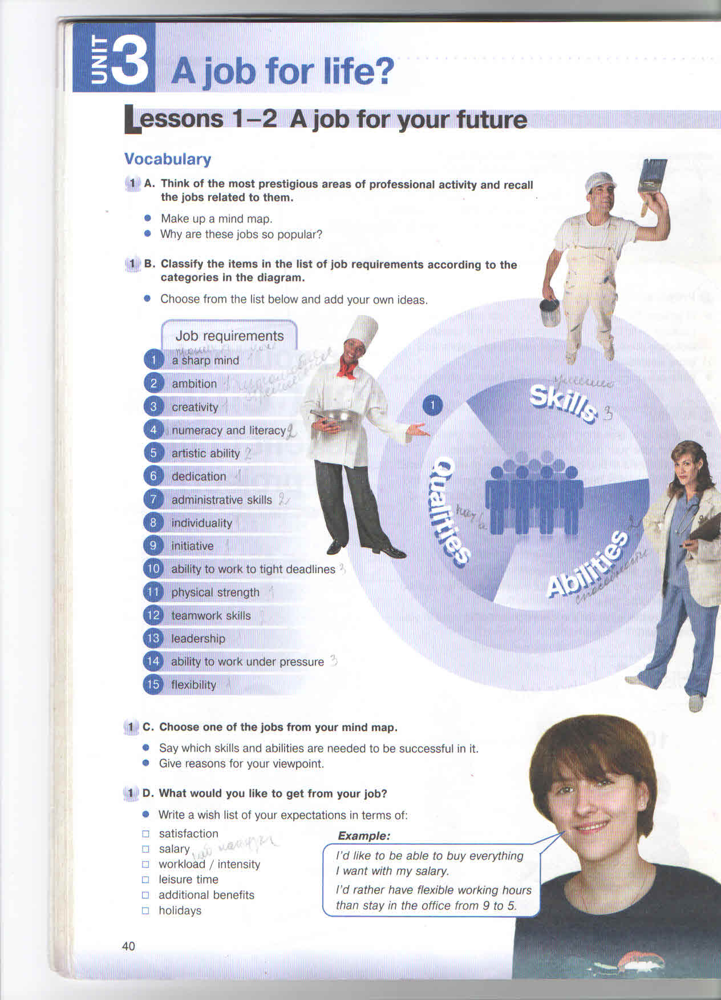 UNIT 3 A job for life?
Lessons 1–2 A job for your future
Vocabulary
1 A. Think of the most prestigious areas of professional activity and recall
the jobs related to them.
Make up a mind map.
Why are these jobs so popular?
1 B. Classify the items in the list of job requirements according to the
categories in the diagram.
Choose from the list below and add your own ideas.
Job requirements
1 a sharp mind 1
2 ambition 1
3 creativity 1
4 numeracy and literacy 2
5 artistic ability 2
6 dedication 1
7 administrative skills 2
8 individuality 1
9 initiative 1
10 ability to work to tight deadlines 3
11 physical strength 1
12 teamwork skills
13 leadership 1
14 ability to work under pressure 3
15 flexibility 1
1
умение
Skills 3
Qualities
Abilities 2
способности
1 C. Choose one of the jobs from your mind map.
Say which skills and abilities are needed to be successful in it.
Give reasons for your viewpoint.
1 D. What would you like to get from your job?
Write a wish list of your expectations in terms of:
satisfaction
salary
workload / intensity
leisure time
additional benefits
holidays
Example:
I'd like to be able to buy everything
I want with my salary.
I'd rather have flexible working hours
than stay in the office from 9 to 5.
40